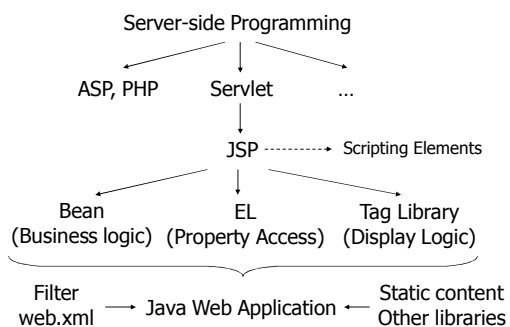 Server-side Programming
ASP, PHP
Servlet
...
JSP
Scripting Elements
Bean
(Business logic)
EL
(Property Access)
Tag Library
(Display Logic)
Filter
web.xml
Java Web Application
Static content
Other libraries